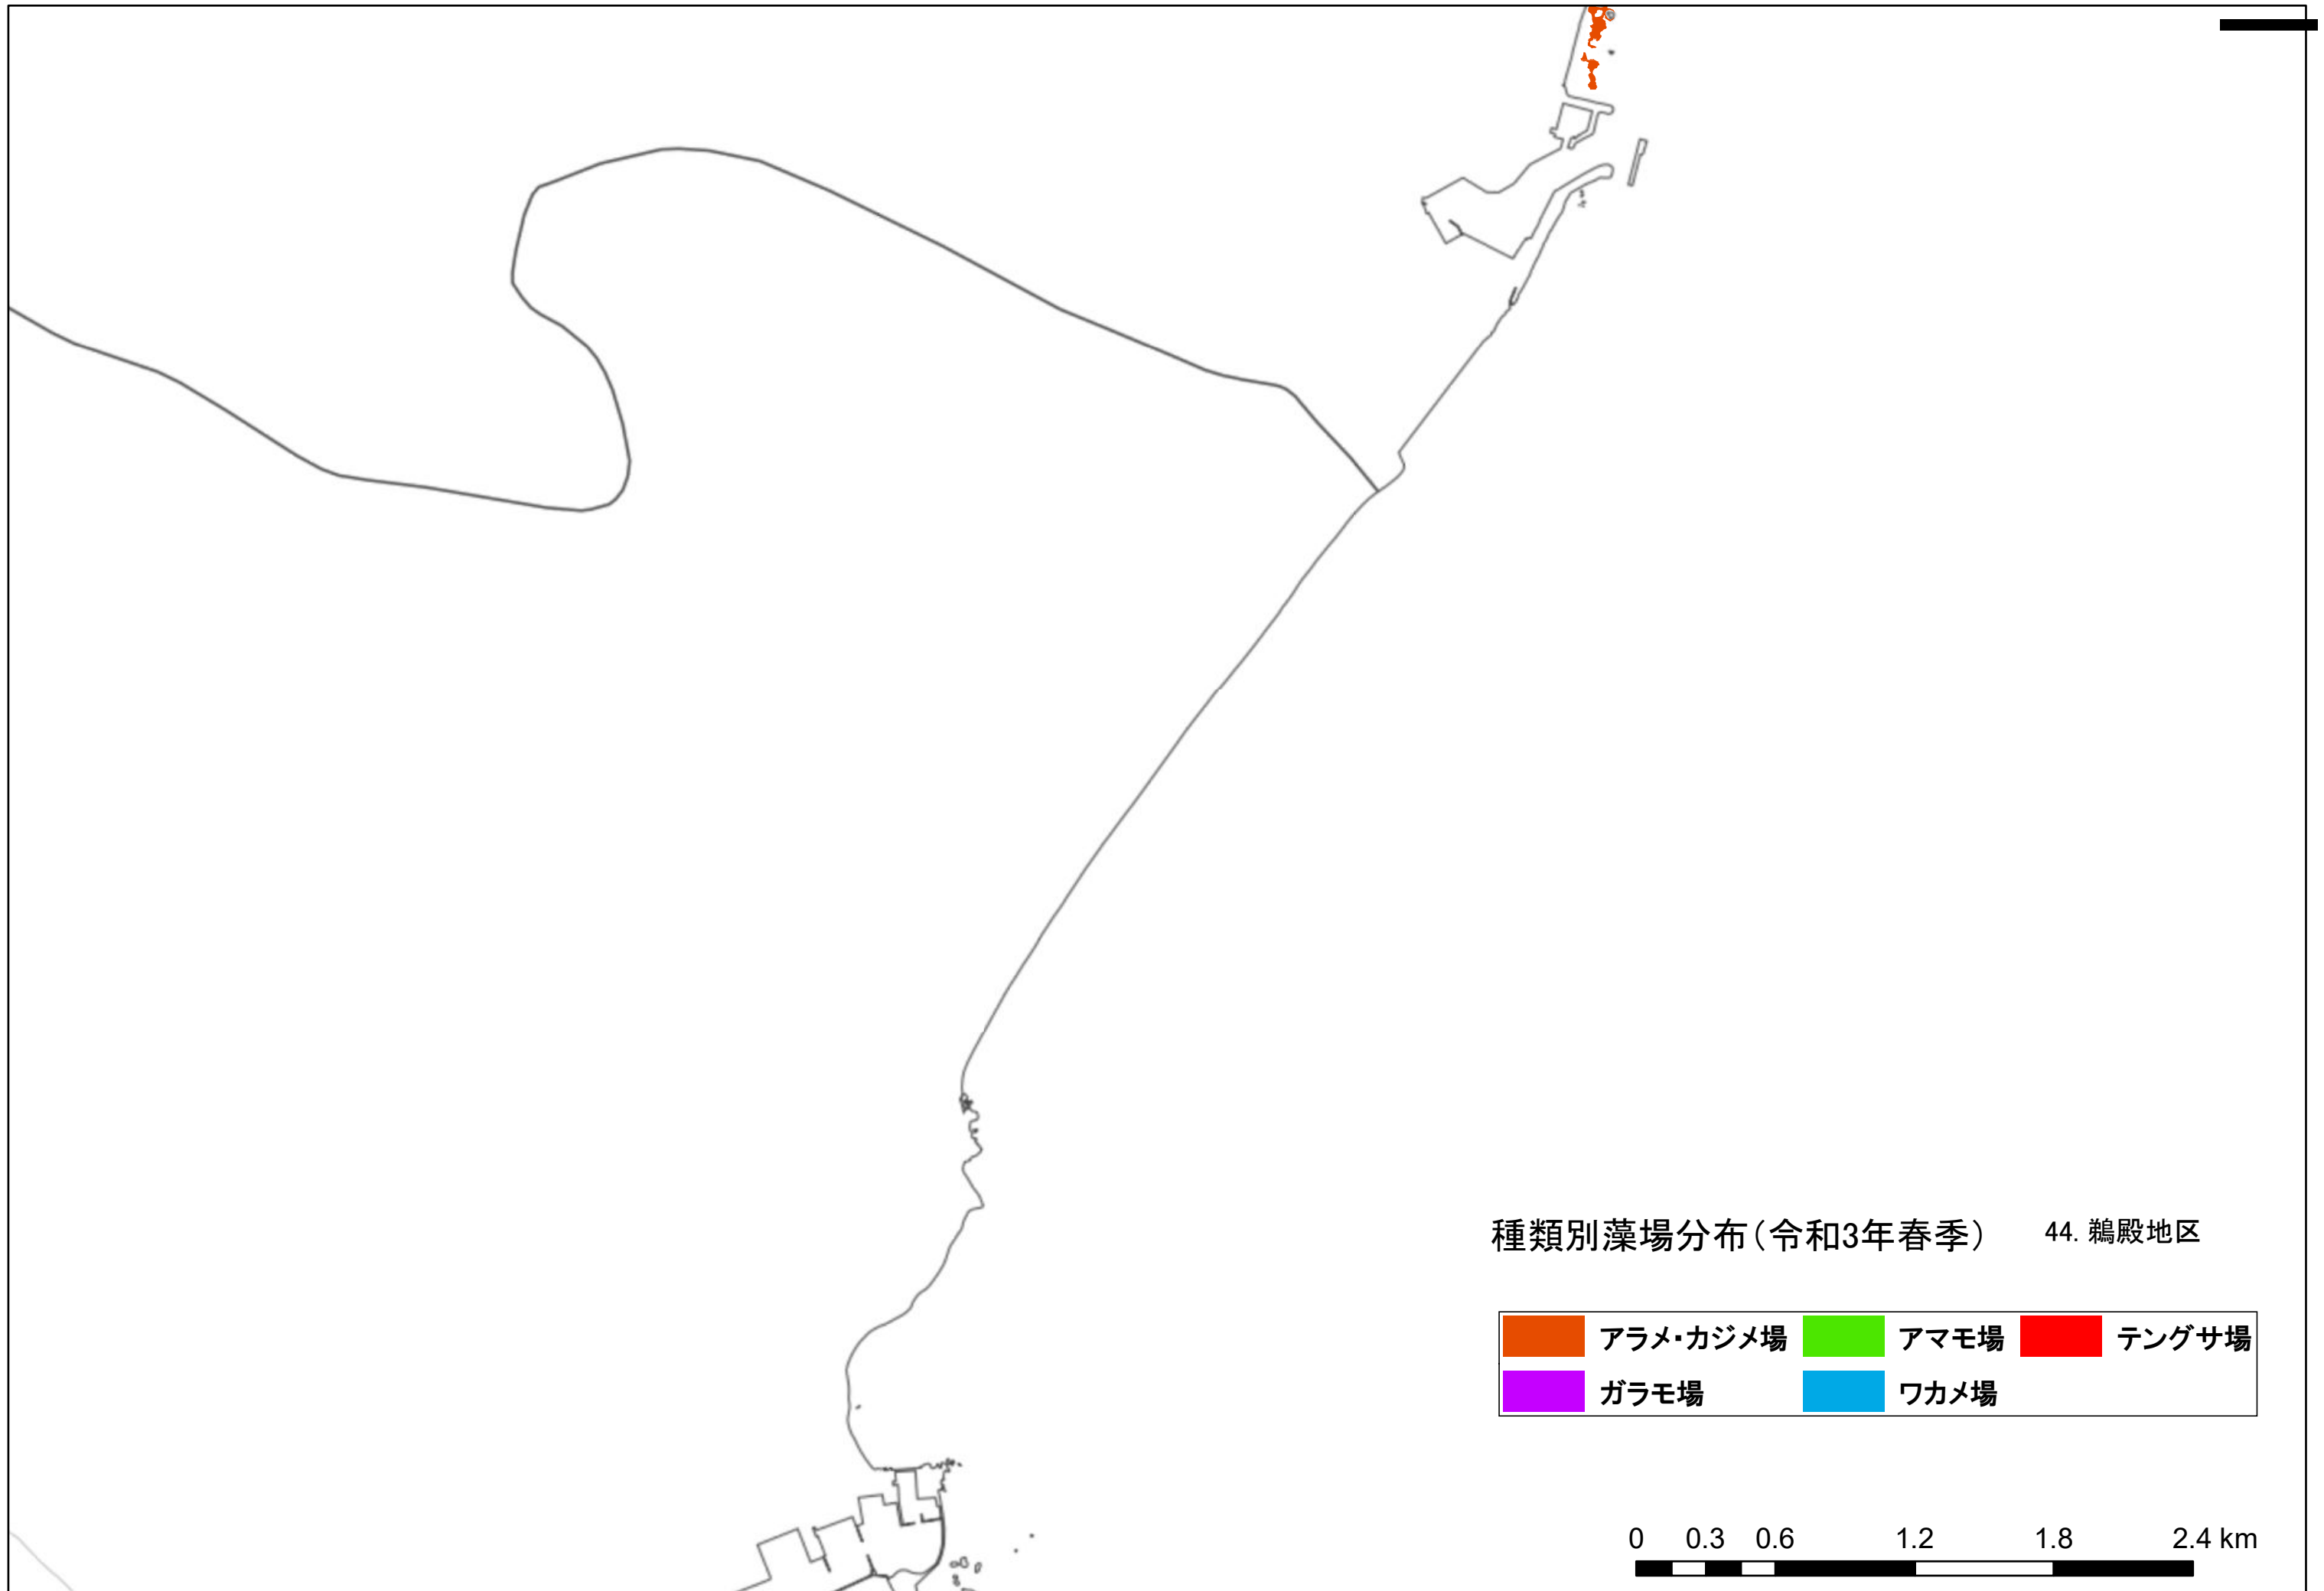 種類別藻場分布（令和3年春季） 44. 鵜殿地区
アラメ・カジメ場 アマモ場 テングサ場
ガラモ場 ワカメ場
0 0.3 0.6 1.2 1.8 2.4 km